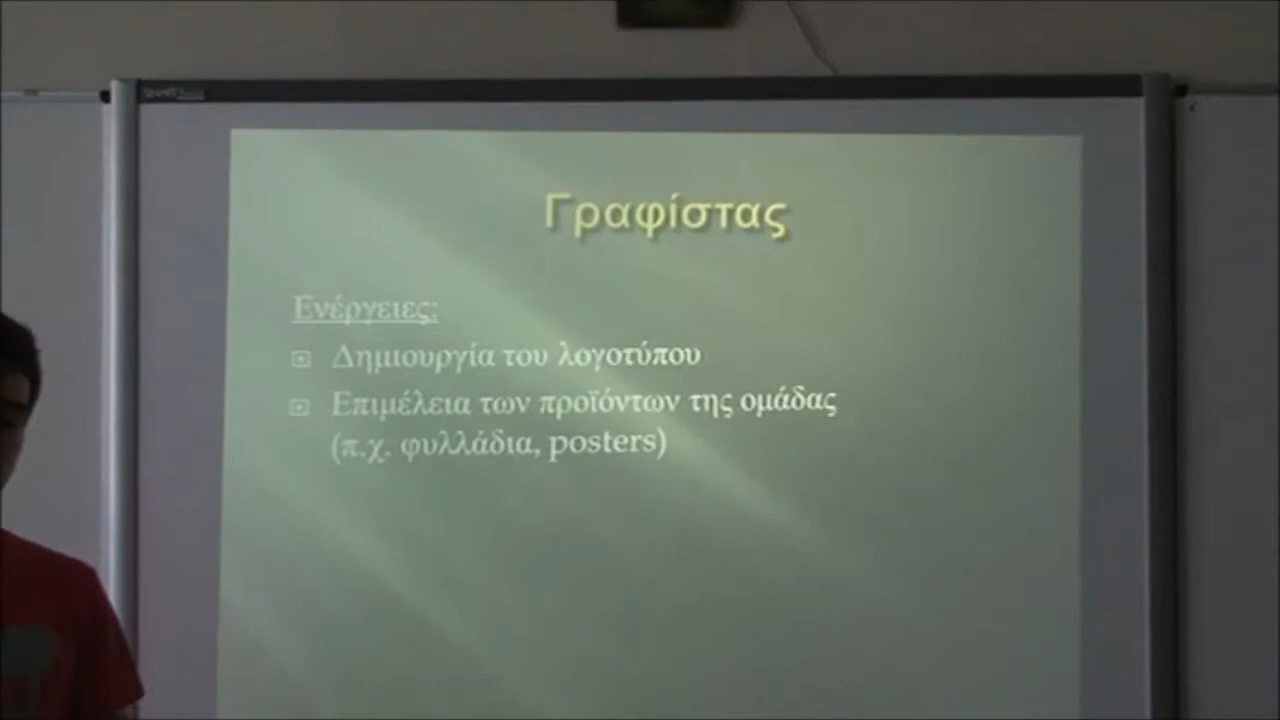 Γραφίστας
Ενέργειες:
Δημιουργία του λογοτύπου
Επιμέλεια των προϊόντων της ομάδας
(π.χ. φυλλάδια, posters)